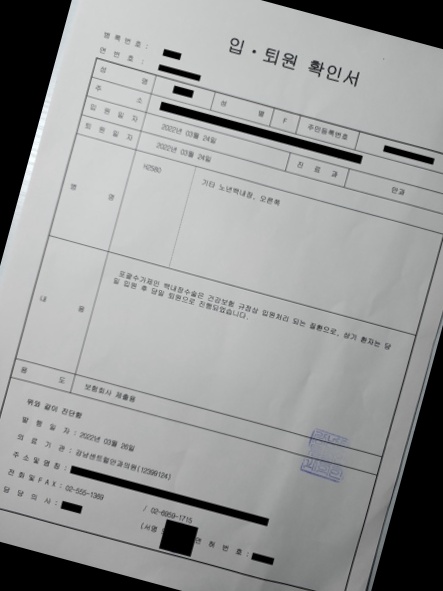 입 · 퇴원 확인서
병 록 번 호 :
연 번 호 :
성 명 성 별 F 주민등록번호
주 소
입 원 일 자 2022년 03월 24일
퇴 원 일 자 2022년 03월 24일 진 료 과 안과
병 명 H2580 기타 노년백내장, 오른쪽
내 용 포괄수가제인 백내장수술은 건강보험 규정상 입원처리 되는 질환으로, 상기 환자는 당
일 입원 후 당일 퇴원으로 진행되었습니다.
용 도 보험회사 제출용
위와 같이 진단함
발 행 일 자 : 2022년 03월 26일
의 료 기 관 : 강남센트럴안과의원(12399124)
주 소 및 명 칭 :
전 화 및 F A X : 02-555-1369 / 02-6959-1715
담 당 의 사 : (서명 면 허 번 호 :